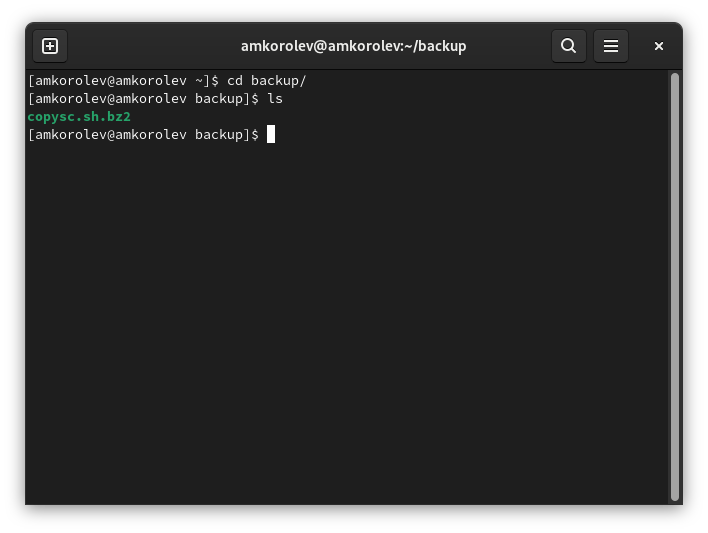 amkorolev@amkorolev:~/backup
[amkorolev@amkorolev ~]$ cd backup/
[amkorolev@amkorolev backup]$ ls
copysc.sh.bz2
[amkorolev@amkorolev backup]$